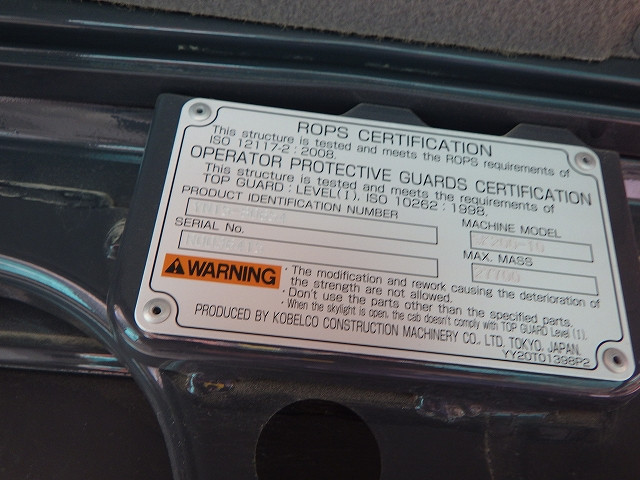 ROPS CERTIFICATION
This structure is tested and meets the ROPS requirements of
ISO 12117-2 : 2008.
OPERATOR PROTECTIVE GUARDS CERTIFICATION
This structure is tested and meets the requirements of
TOP GUARD : LEVEL(I). ISO 10262 : 1998.
PRODUCT IDENTIFICATION NUMBER
MACHINE MODEL
SERIAL No.
MAX. MASS
27700
WARNING
· The modification and rework causing the deterioration of
the strength are not allowed.
· Don't use the parts other than the specified parts.
· When the skylight is open, the cab doesn't comply with TOP GUARD Level (I).
PRODUCED BY KOBELCO CONSTRUCTION MACHINERY CO., LTD, TOKYO, JAPAN.
YY20T01398P2